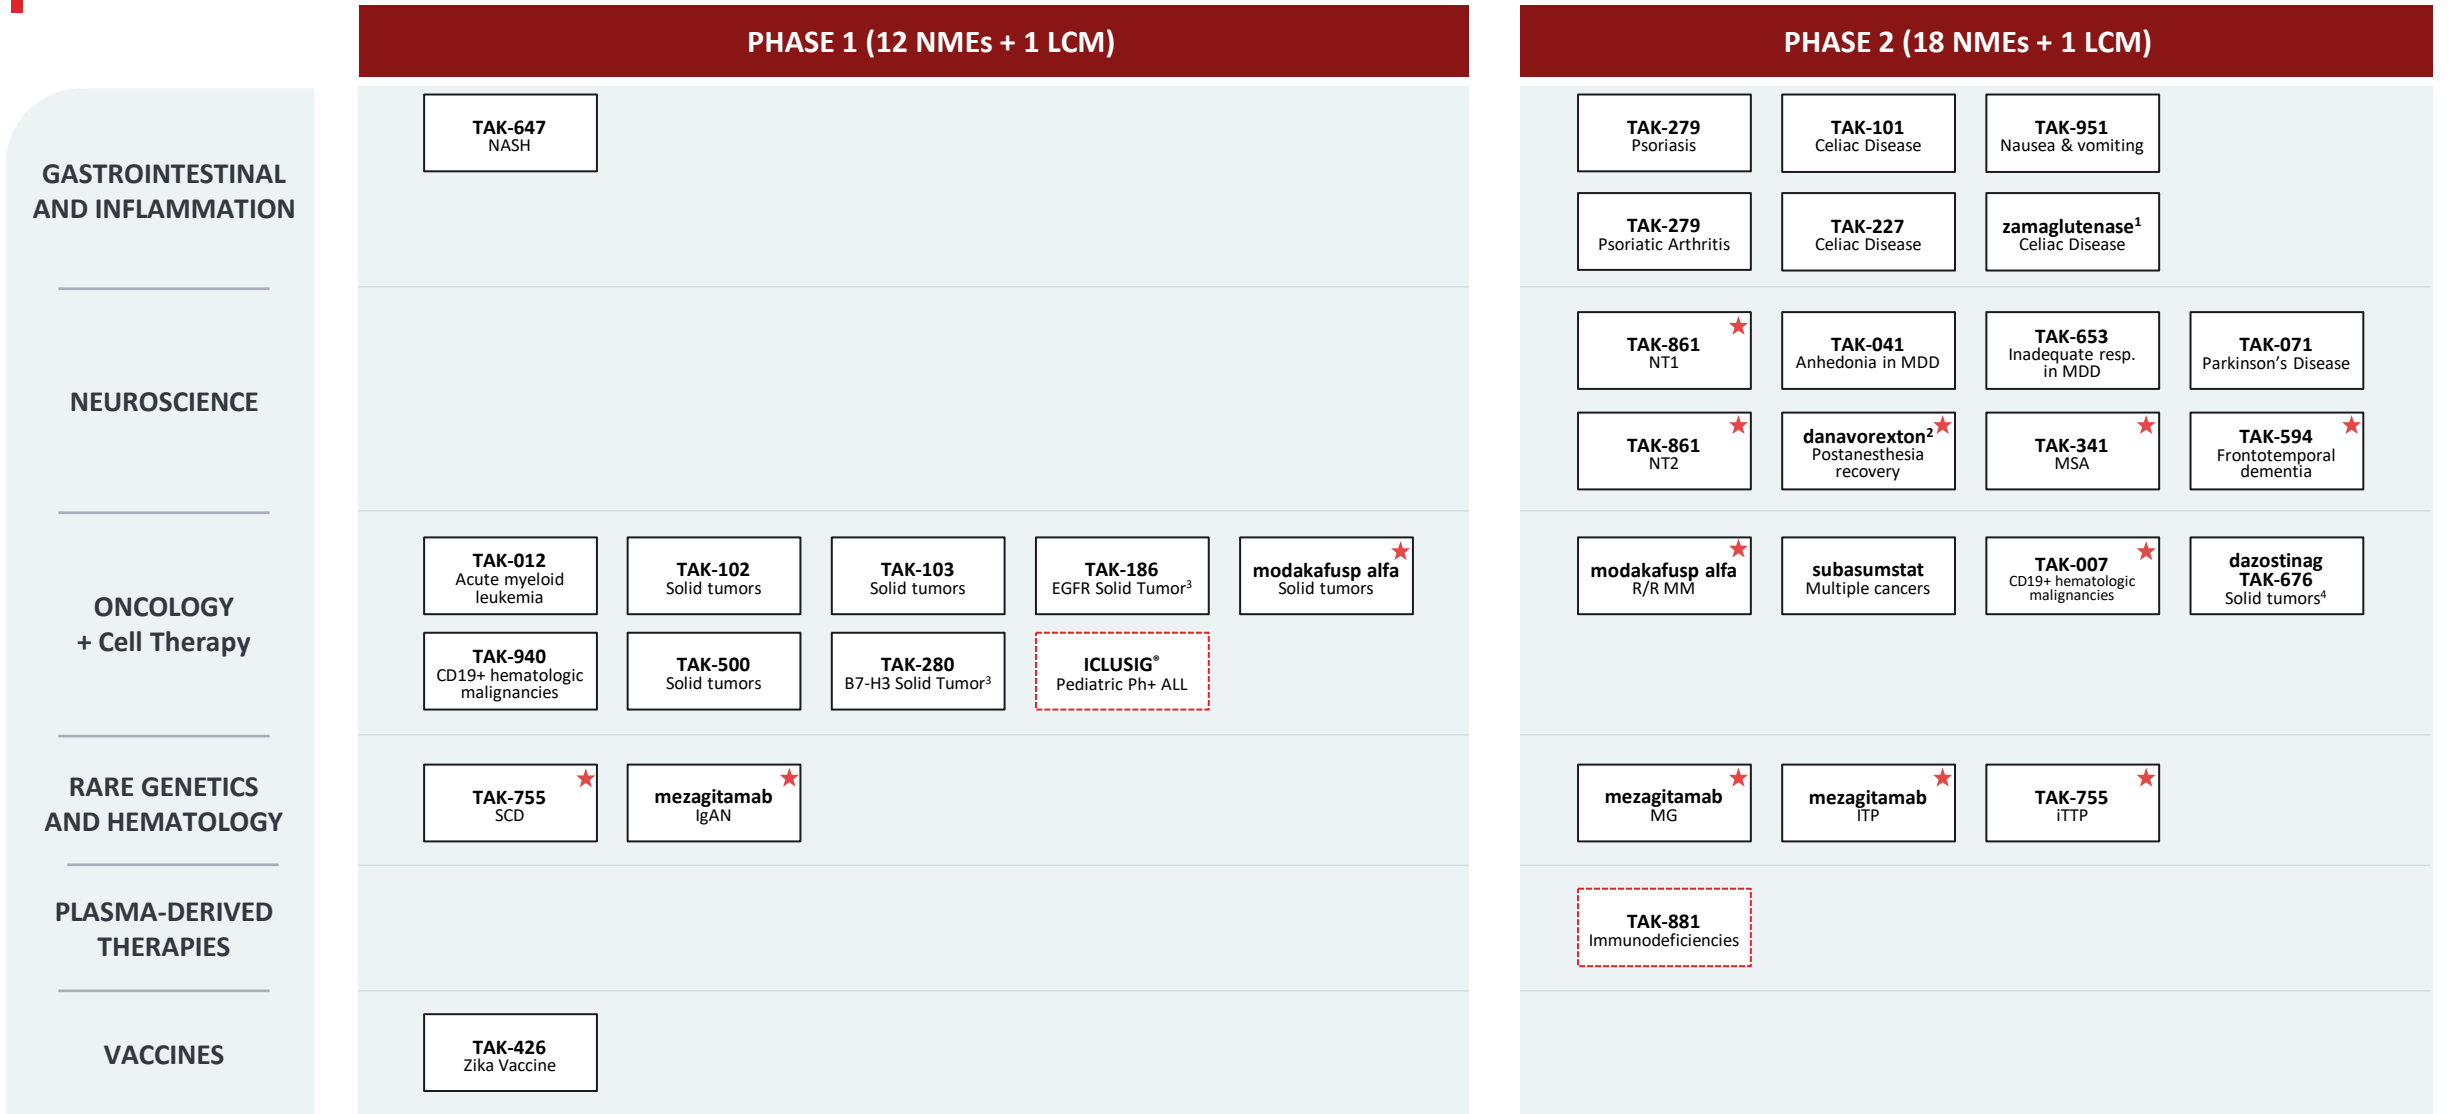 PHASE 1 (12 NMEs + 1 LCM)
PHASE 2 (18 NMEs + 1 LCM)
GASTROINTESTINAL
AND INFLAMMATION
TAK-647
NASH
TAK-279
Psoriasis
TAK-101
Celiac Disease
TAK-951
Nausea & vomiting
TAK-279
Psoriatic Arthritis
TAK-227
Celiac Disease
zamaglutenase¹
Celiac Disease
NEUROSCIENCE
TAK-861
NT1
TAK-041
Anhedonia in MDD
TAK-653
Inadequate resp.
in MDD
TAK-071
Parkinson’s Disease
TAK-861
NT2
danavorexton²
Postanesthesia
recovery
TAK-341
MSA
TAK-594
Frontotemporal
dementia
ONCOLOGY
+ Cell Therapy
TAK-012
Acute myeloid
leukemia
TAK-102
Solid tumors
TAK-103
Solid tumors
TAK-186
EGFR Solid Tumor³
modakafusp alfa
Solid tumors
TAK-940
CD19+ hematologic
malignancies
TAK-500
Solid tumors
TAK-280
B7-H3 Solid Tumor³
ICLUSIG®
Pediatric Ph+ ALL
modakafusp alfa
R/R MM
subasumstat
Multiple cancers
TAK-007
CD19+ hematologic
malignancies
dazostinag
TAK-676
Solid tumors⁴
RARE GENETICS
AND HEMATOLOGY
TAK-755
SCD
mezagitamab
IgAN
mezagitamab
MG
mezagitamab
ITP
TAK-755
iTTP
PLASMA-DERIVED
THERAPIES
TAK-881
Immunodeficiencies
VACCINES
TAK-426
Zika Vaccine